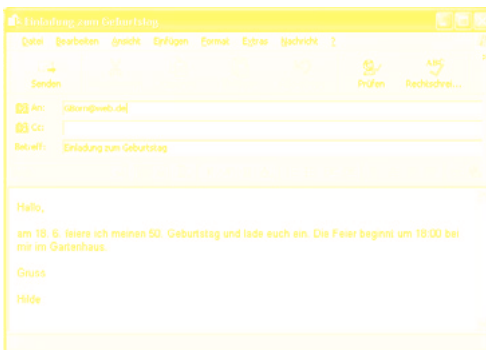 Einladung zum Geburtstag
Datei Bearbeiten Ansicht Einfügen Format Extras Nachricht ?
Senden Prüfen Rechtschrei...
An: 
Cc:
Betreff: Einladung zum Geburtstag
Hallo,
am 18. 6. feiere ich meinen 50. Geburtstag und lade euch ein. Die Feier beginnt um 18:00 bei
mir im Gartenhaus.
Gruss
Hilde